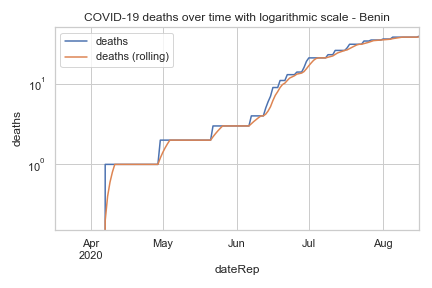 COVID-19 deaths over time with logarithmic scale - Benin
deaths
deaths (rolling)
10¹
10⁰
deaths
Apr
2020
May
Jun
Jul
Aug
dateRep